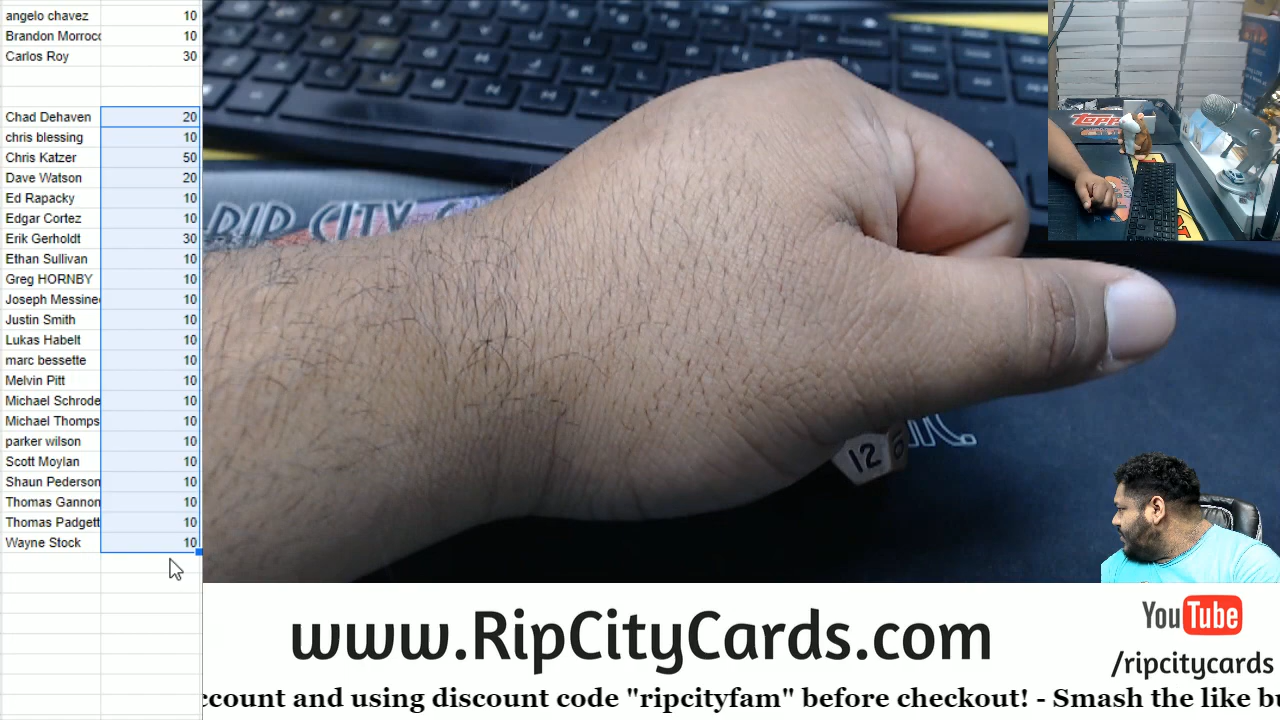 angelo chavez 10
Brandon Morroc 10
Carlos Roy 30
Chad Dehaven 20
chris blessing 10
Chris Katzer 50
Dave Watson 20
Ed Rapacky 10
Edgar Cortez 10
Erik Gerholdt 30
Ethan Sullivan 10
Greg HORNBY 10
Joseph Messine 10
Justin Smith 10
Lukas Habelt 10
marc bessette 10
Melvin Pitt 10
Michael Schrode 10
Michael Thomps 10
parker wilson 10
Scott Moylan 10
Shaun Pederson 10
Thomas Gannon 10
Thomas Padgett 10
Wayne Stock 10
RIP CITY
Topps
12
www.RipCityCards.com
YouTube
/ripcitycards
ccount and using discount code "ripcityfam" before checkout! - Smash the like bu